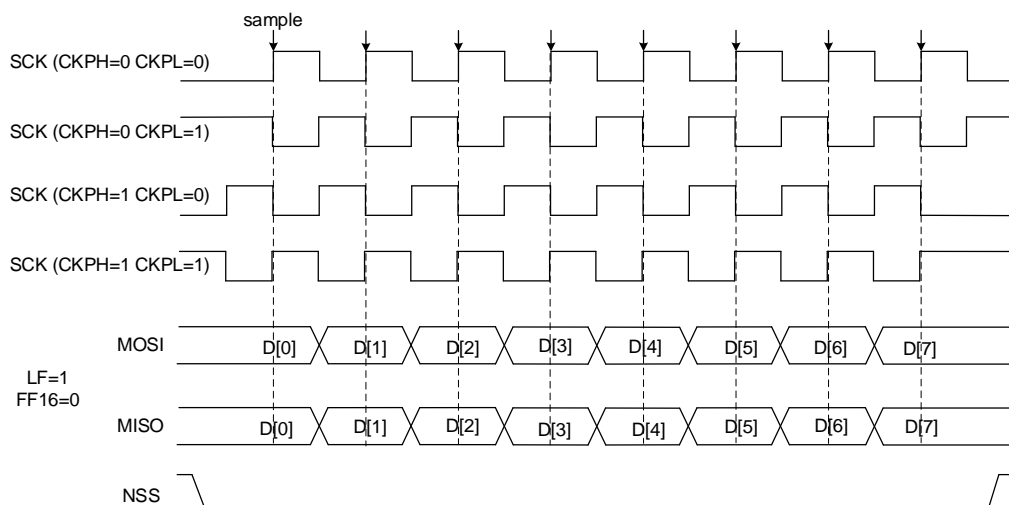 sample
SCK (CKPH=0 CKPL=0)
SCK (CKPH=0 CKPL=1)
SCK (CKPH=1 CKPL=0)
SCK (CKPH=1 CKPL=1)
MOSI
D[0] D[1] D[2] D[3] D[4] D[5] D[6] D[7]
LF=1
FF16=0
MISO
D[0] D[1] D[2] D[3] D[4] D[5] D[6] D[7]
NSS